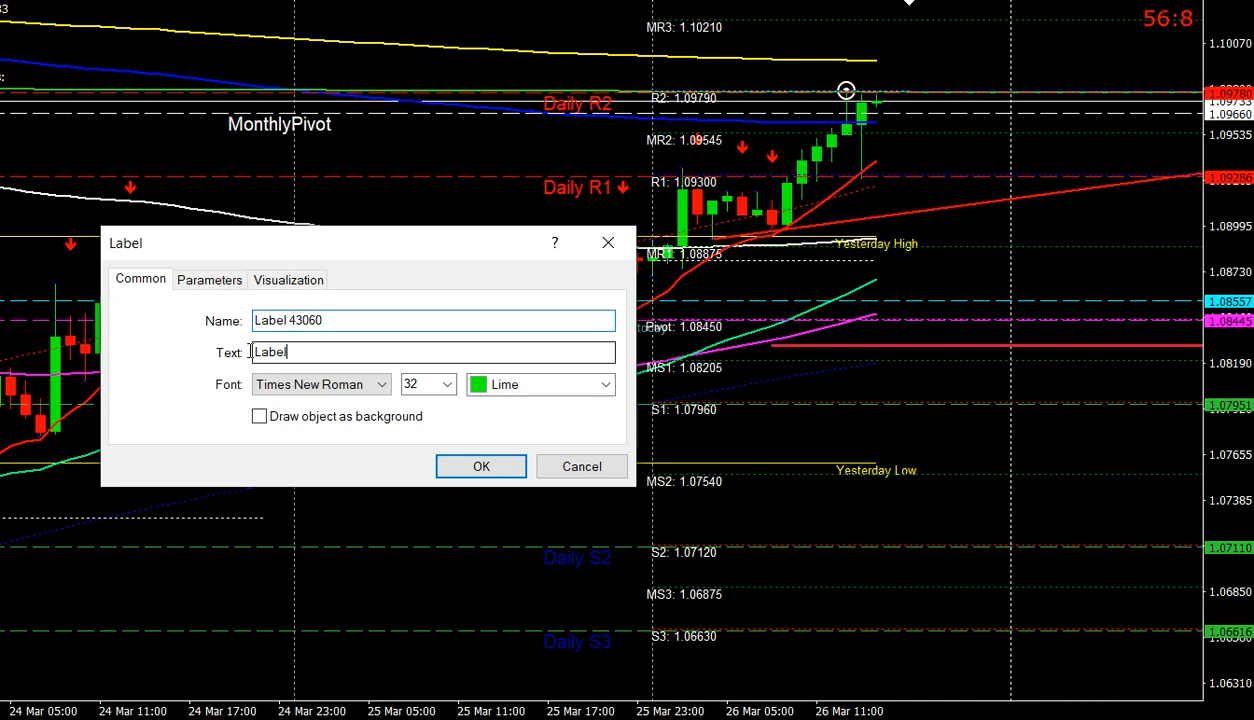 33
56:8
MR3: 1.10210
1.10070
s:
Daily R2
R2: 1.09790
1.09780
1.09660
MonthlyPivot
MR2: 1.09545
1.09535
Daily R1
R1: 1.09300
1.09286
1.08995
Label
?
Yesterday High
MR1: 1.08875
Common
Parameters
Visualization
1.08730
1.08557
Name:
Label 43060
Pivot: 1.08450
1.08445
Text:
Label
MS1: 1.08205
1.08190
Font:
Times New Roman
32
Lime
S1: 1.07960
1.07951
Draw object as background
1.07655
OK
Cancel
Yesterday Low
MS2: 1.07540
1.07385
Daily S2
S2: 1.07120
1.07110
MS3: 1.06875
1.06850
Daily S3
S3: 1.06630
1.06616
1.06310
24 Mar 05:00
24 Mar 11:00
24 Mar 17:00
24 Mar 23:00
25 Mar 05:00
25 Mar 11:00
25 Mar 17:00
25 Mar 23:00
26 Mar 05:00
26 Mar 11:00